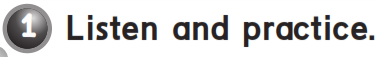 1 Listen and practice.